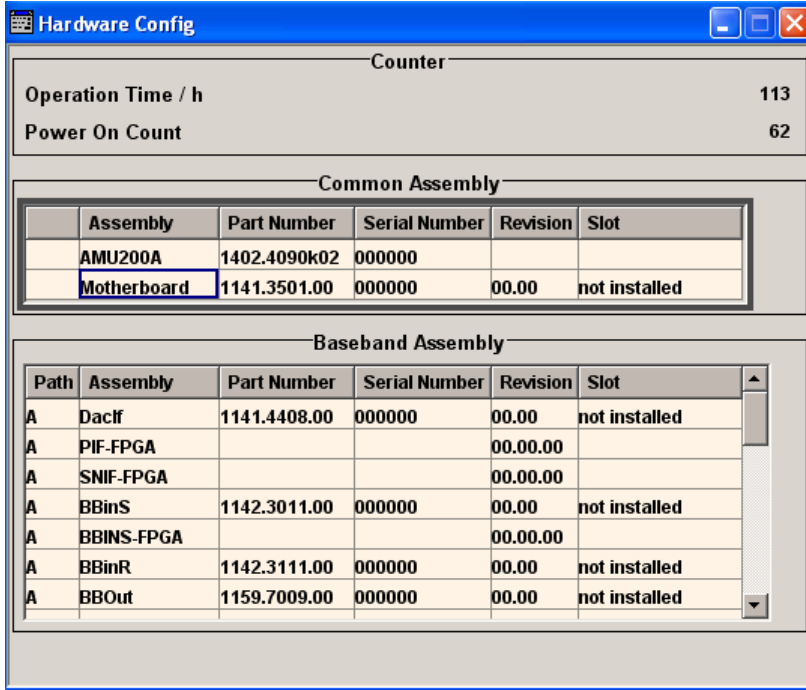 Hardware Config
Counter
Operation Time / h 113
Power On Count 62
Common Assembly
Assembly Part Number Serial Number Revision Slot
AMU200A 1402.4090k02 000000
Motherboard 1141.3501.00 000000 00.00 not installed
Baseband Assembly
Path Assembly Part Number Serial Number Revision Slot
A DacIf 1141.4408.00 000000 00.00 not installed
A PIF-FPGA 00.00.00
A SNIF-FPGA 00.00.00
A BBinS 1142.3011.00 000000 00.00 not installed
A BBINS-FPGA 00.00.00
A BBinR 1142.3111.00 000000 00.00 not installed
A BBOut 1159.7009.00 000000 00.00 not installed